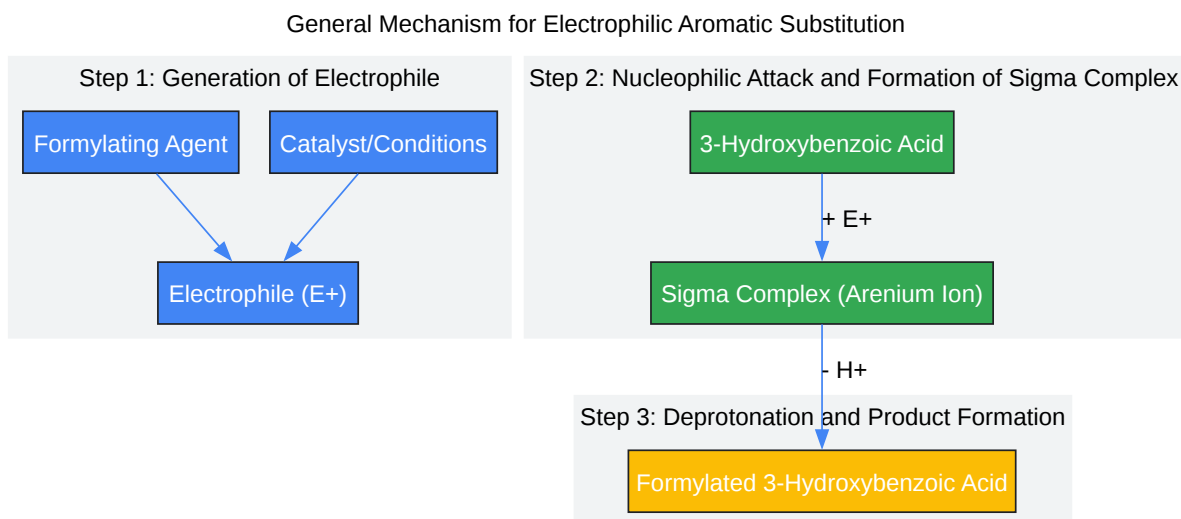 General Mechanism for Electrophilic Aromatic Substitution
Step 1: Generation of Electrophile
Formylating Agent
Catalyst/Conditions
Electrophile (E+)
Step 2: Nucleophilic Attack and Formation of Sigma Complex
3-Hydroxybenzoic Acid
+ E+
Sigma Complex (Arenium Ion)
- H+
Step 3: Deprotonation and Product Formation
Formylated 3-Hydroxybenzoic Acid